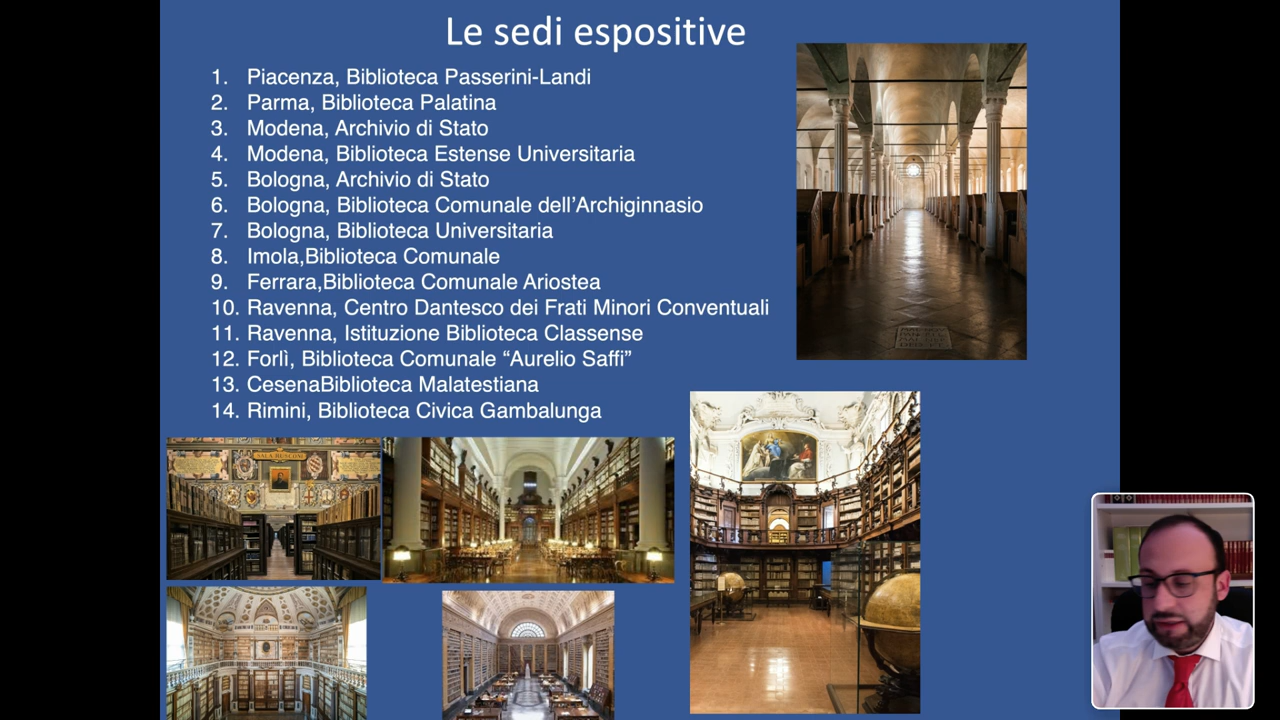 Le sedi espositive
1. Piacenza, Biblioteca Passerini-Landi
2. Parma, Biblioteca Palatina
3. Modena, Archivio di Stato
4. Modena, Biblioteca Estense Universitaria
5. Bologna, Archivio di Stato
6. Bologna, Biblioteca Comunale dell’Archiginnasio
7. Bologna, Biblioteca Universitaria
8. Imola,Biblioteca Comunale
9. Ferrara,Biblioteca Comunale Ariostea
10. Ravenna, Centro Dantesco dei Frati Minori Conventuali
11. Ravenna, Istituzione Biblioteca Classense
12. Forlì, Biblioteca Comunale “Aurelio Saffi”
13. CesenaBiblioteca Malatestiana
14. Rimini, Biblioteca Civica Gambalunga